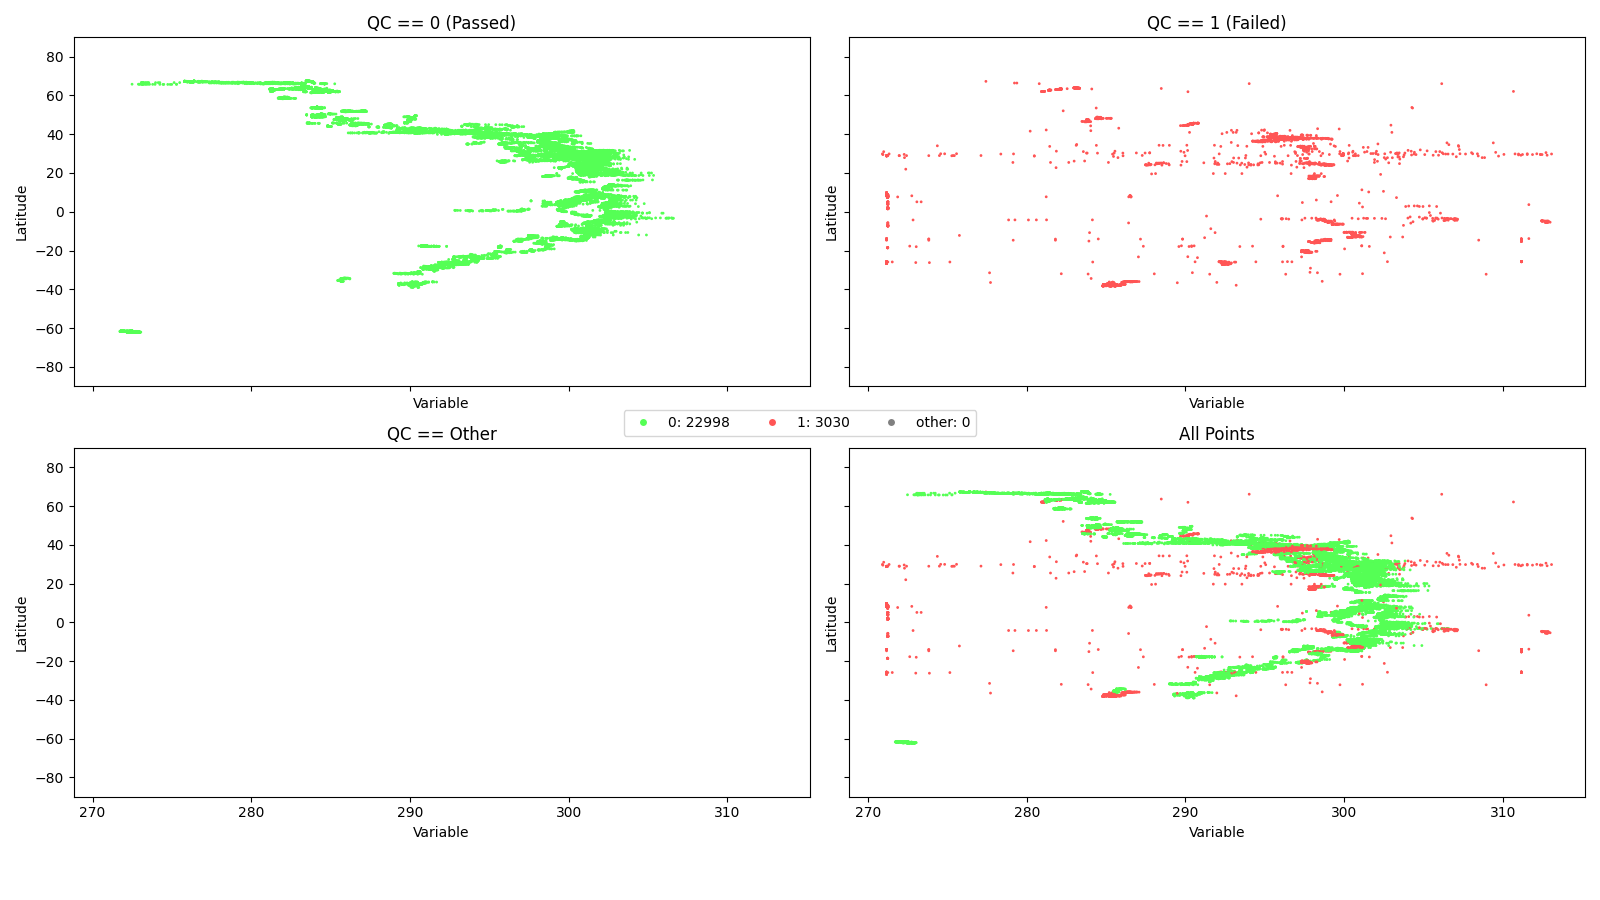 QC == 0 (Passed)
QC == 1 (Failed)
80
60
40
20
0
−20
−40
−60
−80
Latitude
Latitude
Variable
Variable
0: 22998
1: 3030
other: 0
QC == Other
All Points
80
60
40
20
0
−20
−40
−60
−80
Latitude
Latitude
270
280
290
300
310
270
280
290
300
310
Variable
Variable